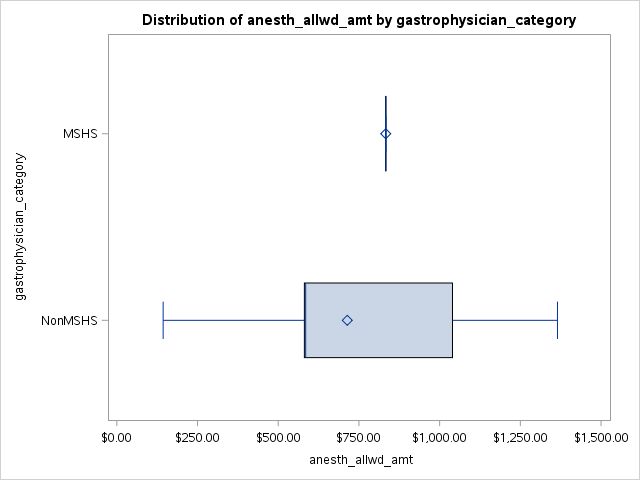 Distribution of anesth_allwd_amt by gastrophysician_category
gastrophysician_category
MSHS
NonMSHS
$0.00 $250.00 $500.00 $750.00 $1,000.00 $1,250.00 $1,500.00
anesth_allwd_amt